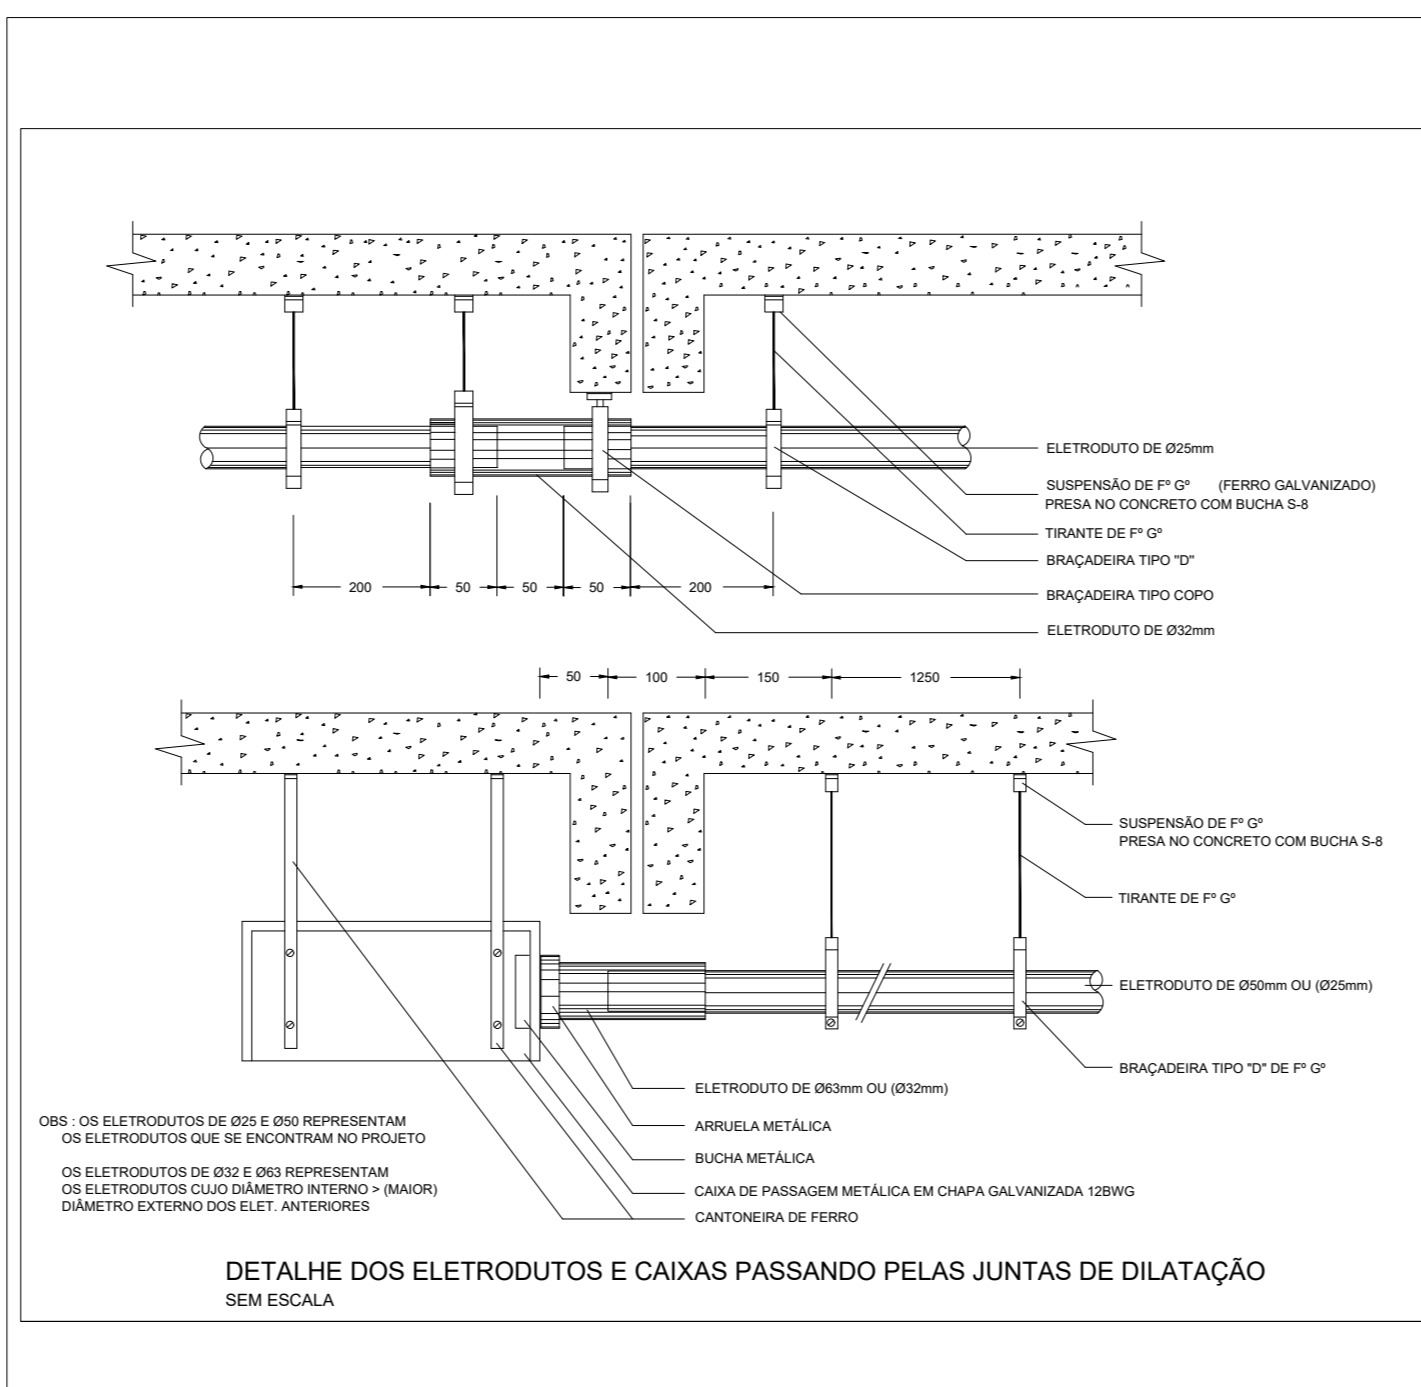 ELETRODUTO DE Ø25mm
SUSPENSÃO DE Fº Gº (FERRO GALVANIZADO)
PRESA NO CONCRETO COM BUCHA S-8
TIRANTE DE Fº Gº
BRAÇADEIRA TIPO "D"
200 50 50 50 200
BRAÇADEIRA TIPO COPO
ELETRODUTO DE Ø32mm
50 100 150 1250
SUSPENSÃO DE Fº Gº
PRESA NO CONCRETO COM BUCHA S-8
TIRANTE DE Fº Gº
ELETRODUTO DE Ø50mm OU (Ø25mm)
BRAÇADEIRA TIPO "D" DE Fº Gº
ELETRODUTO DE Ø63mm OU (Ø32mm)
ARRUELA METÁLICA
BUCHA METÁLICA
CAIXA DE PASSAGEM METÁLICA EM CHAPA GALVANIZADA 12BWG
CANTONEIRA DE FERRO
OBS : OS ELETRODUTOS DE Ø25 E Ø50 REPRESENTAM
OS ELETRODUTOS QUE SE ENCONTRAM NO PROJETO
OS ELETRODUTOS DE Ø32 E Ø63 REPRESENTAM
OS ELETRODUTOS CUJO DIÂMETRO INTERNO > (MAIOR)
DIÂMETRO EXTERNO DOS ELET. ANTERIORES
DETALHE DOS ELETRODUTOS E CAIXAS PASSANDO PELAS JUNTAS DE DILATAÇÃO
SEM ESCALA